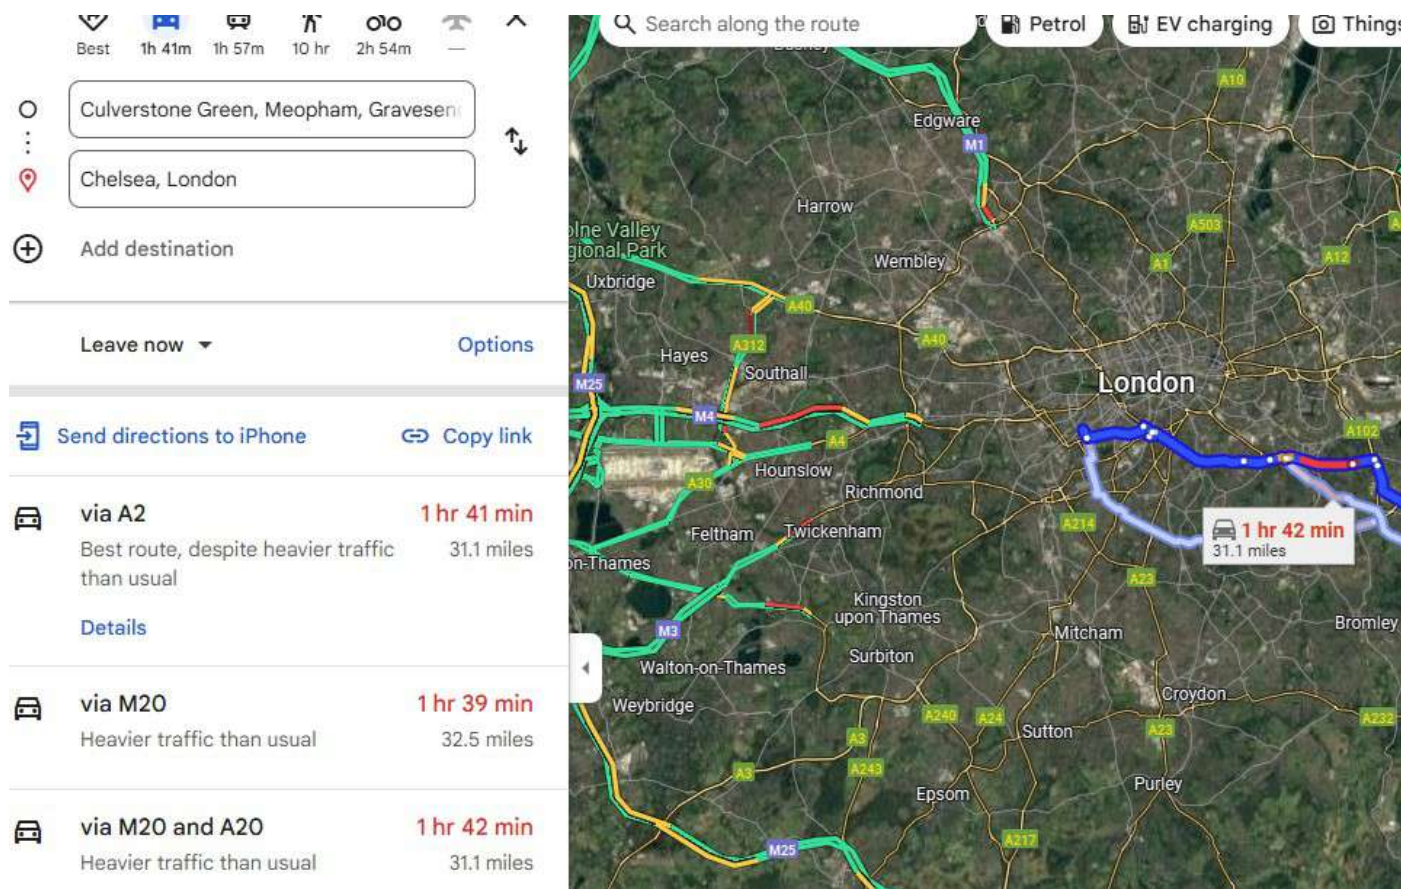 Best
1h 41m
1h 57m
10 hr
2h 54m
—
Culverstone Green, Meopham, Gravesen
Chelsea, London
Add destination
Leave now
Options
Send directions to iPhone
Copy link
via A2
1 hr 41 min
Best route, despite heavier traffic
31.1 miles
than usual
Details
via M20
1 hr 39 min
Heavier traffic than usual
32.5 miles
via M20 and A20
1 hr 42 min
Heavier traffic than usual
31.1 miles
Search along the route
Petrol
EV charging
Things
A10
Edgware
M1
Harrow
A503
olne Valley
gional Park
Wembley
A1
A12
Uxbridge
A40
A312
A40
Hayes
Southall
M25
London
M4
A4
A102
Hounslow
A30
Richmond
Feltham
Twickenham
A214
1 hr 42 min
31.1 miles
on-Thames
A23
Kingston
upon Thames
M3
Mitcham
Bromley
Surbiton
Walton-on-Thames
Weybridge
Croydon
A240
A24
A232
A3
Sutton
A23
A3
A243
Epsom
Purley
A217
M25